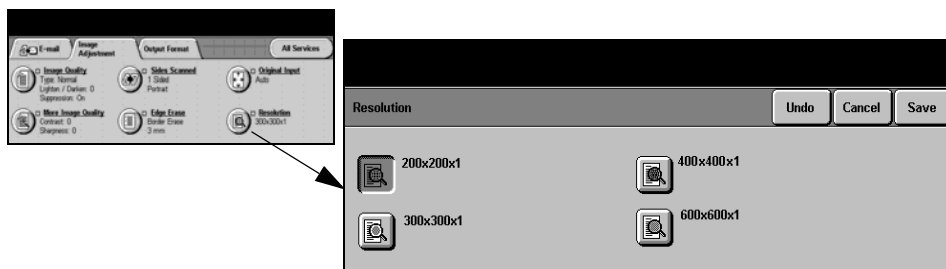 E-mail
Image Adjustment
Output Format
All Services
Image Quality
Type: Normal
Lighten / Darken: 0
Suppression: On
Sides Scanned
1 Sided
Portrait
Original Input
Auto
More Image Quality
Contrast: 0
Sharpness: 0
Edge Erase
Border Erase
3 mm
Resolution
300x300x1
Resolution
Undo
Cancel
Save
200x200x1
400x400x1
300x300x1
600x600x1